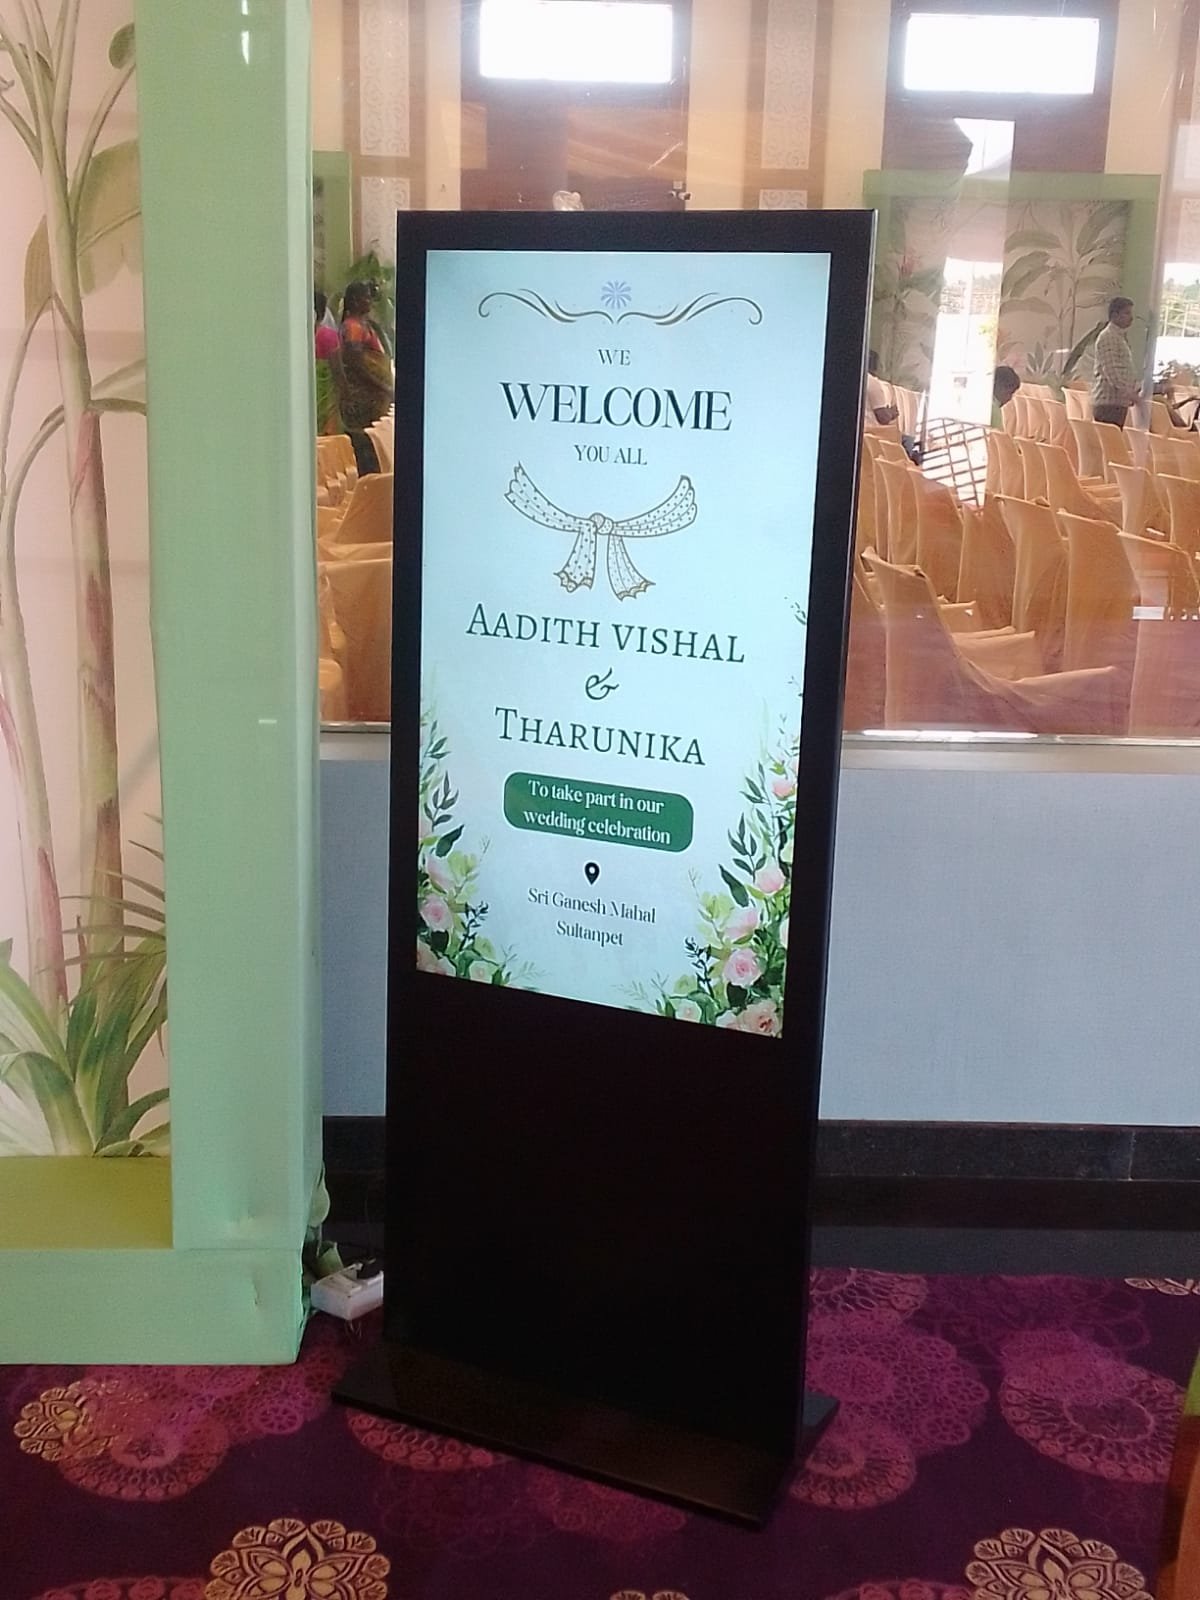 WE
WELCOME
YOU ALL
AADITH VISHAL
&
THARUNIKA
To take part in our
wedding celebration
Sri Ganesh Mahal
Sultanpet